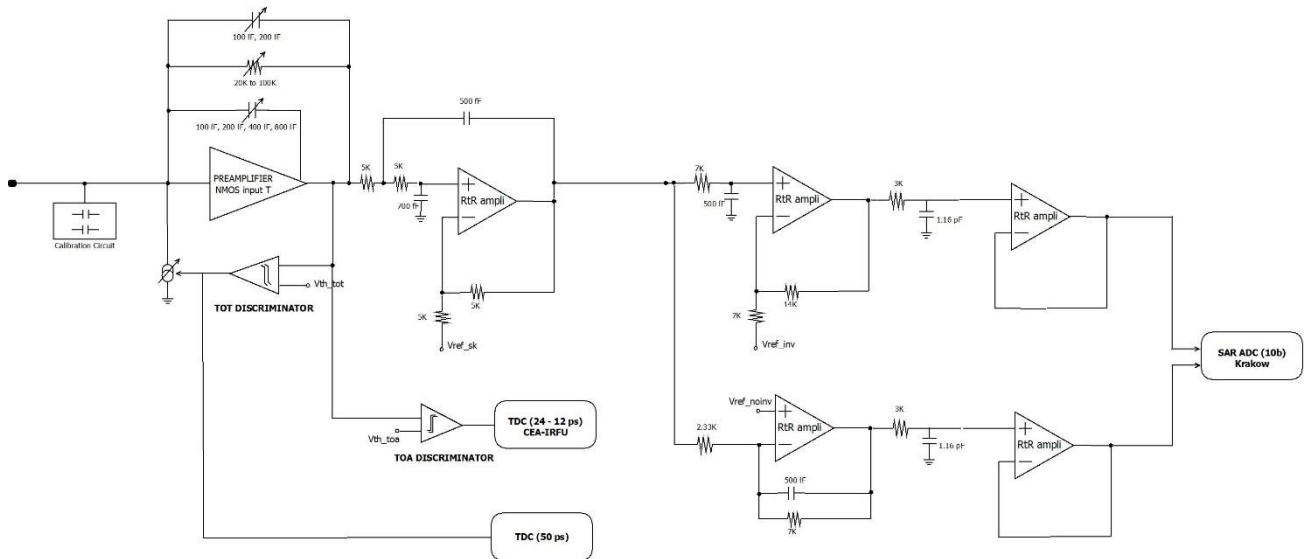 100 fF, 200 fF
20K to 100K
100 fF, 200 fF, 400 fF, 800 fF
PREAMPLIFIER
NMOS input T
Calibration Circuit
Vth_tot
TOT DISCRIMINATOR
500 fF
5K
5K
700 fF
+
RtR ampli
−
5K
5K
Vref_sk
Vth_toa
TOA DISCRIMINATOR
TDC (24 - 12 ps)
CEA-IRFU
TDC (50 ps)
7K
500 fF
+
RtR ampli
−
14K
7K
Vref_inv
3K
1.16 pF
+
RtR ampli
−
2.33K
Vref_noinv
+
RtR ampli
−
500 fF
7K
3K
1.16 pF
+
RtR ampli
−
SAR ADC (10b)
Krakow